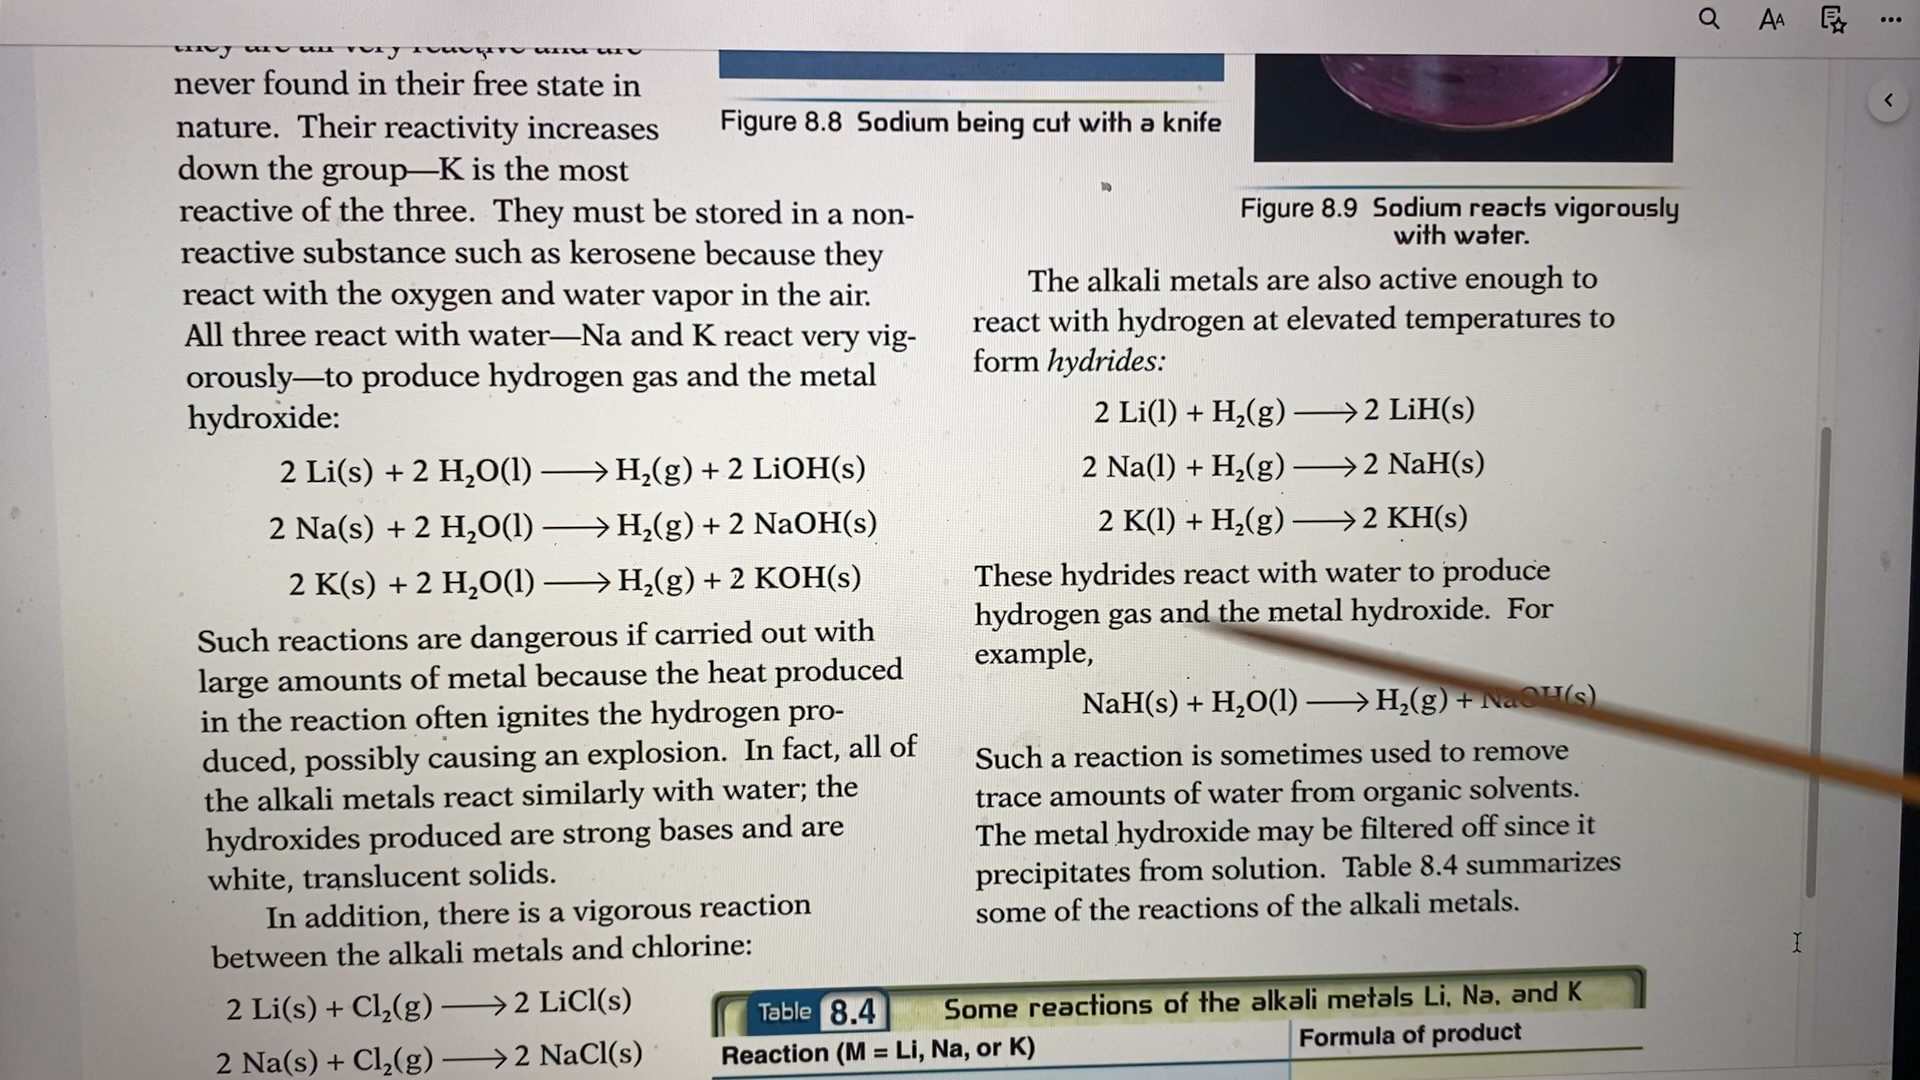 they are all very reactive and are
never found in their free state in
nature. Their reactivity increases
down the group—K is the most
reactive of the three. They must be stored in a non-
reactive substance such as kerosene because they
react with the oxygen and water vapor in the air.
All three react with water—Na and K react very vig-
orously—to produce hydrogen gas and the metal
hydroxide:
2 Li(s) + 2 H₂O(l) ⟶ H₂(g) + 2 LiOH(s)
2 Na(s) + 2 H₂O(l) ⟶ H₂(g) + 2 NaOH(s)
2 K(s) + 2 H₂O(l) ⟶ H₂(g) + 2 KOH(s)
Such reactions are dangerous if carried out with
large amounts of metal because the heat produced
in the reaction often ignites the hydrogen pro-
duced, possibly causing an explosion. In fact, all of
the alkali metals react similarly with water; the
hydroxides produced are strong bases and are
white, translucent solids.
In addition, there is a vigorous reaction
between the alkali metals and chlorine:
2 Li(s) + Cl₂(g) ⟶ 2 LiCl(s)
2 Na(s) + Cl₂(g) ⟶ 2 NaCl(s)
Figure 8.8 Sodium being cut with a knife
Figure 8.9 Sodium reacts vigorously
with water.
The alkali metals are also active enough to
react with hydrogen at elevated temperatures to
form hydrides:
2 Li(l) + H₂(g) ⟶ 2 LiH(s)
2 Na(l) + H₂(g) ⟶ 2 NaH(s)
2 K(l) + H₂(g) ⟶ 2 KH(s)
These hydrides react with water to produce
hydrogen gas and the metal hydroxide. For
example,
NaH(s) + H₂O(l) ⟶ H₂(g) + NaOH(s)
Such a reaction is sometimes used to remove
trace amounts of water from organic solvents.
The metal hydroxide may be filtered off since it
precipitates from solution. Table 8.4 summarizes
some of the reactions of the alkali metals.
Table 8.4 Some reactions of the alkali metals Li, Na, and K
Reaction (M = Li, Na, or K) Formula of product